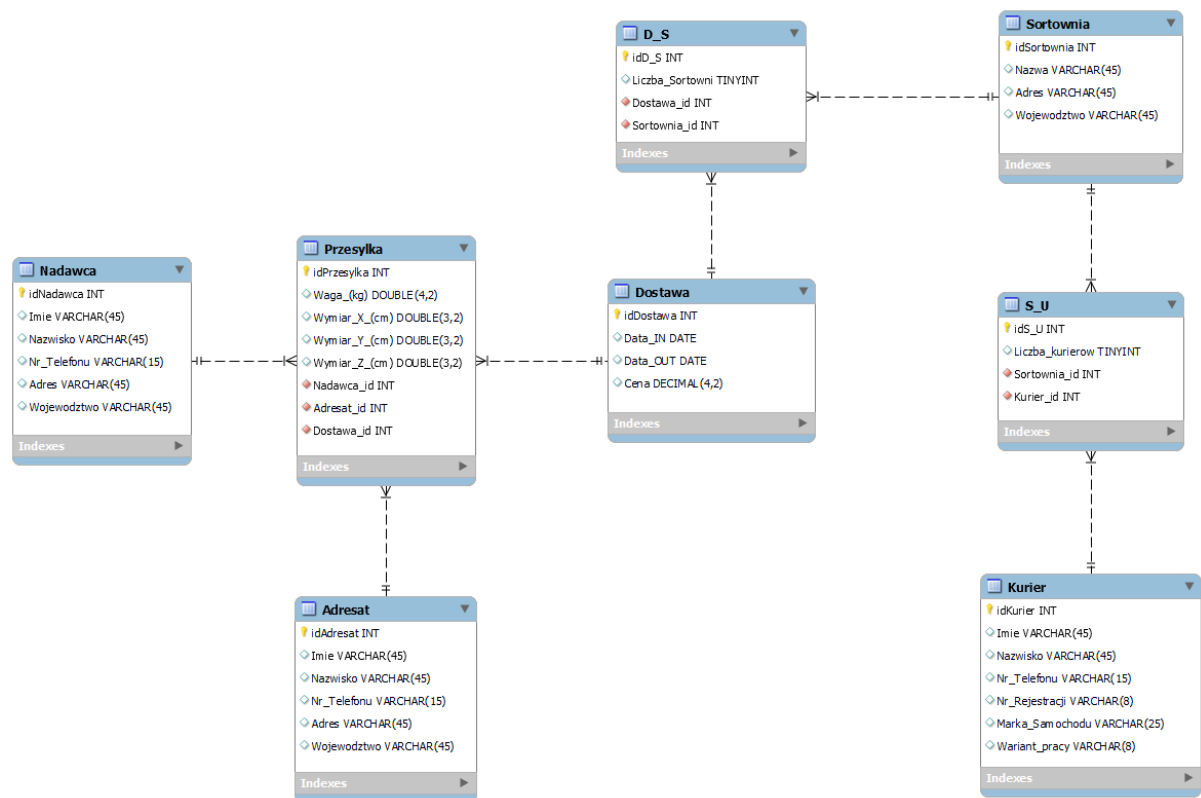 D_S
idD_S INT
Liczba_Sortowni TINYINT
Dostawa_id INT
Sortownia_id INT
Indexes
Sortownia
idSortownia INT
Nazwa VARCHAR(45)
Adres VARCHAR(45)
Wojewodztwo VARCHAR(45)
Indexes
Nadawca
idNadawca INT
Imie VARCHAR(45)
Nazwisko VARCHAR(45)
Nr_Telefonu VARCHAR(15)
Adres VARCHAR(45)
Wojewodztwo VARCHAR(45)
Indexes
Przesylka
idPrzesylka INT
Waga_(kg) DOUBLE(4,2)
Wymiar_X_(cm) DOUBLE(3,2)
Wymiar_Y_(cm) DOUBLE(3,2)
Wymiar_Z_(cm) DOUBLE(3,2)
Nadawca_id INT
Adresat_id INT
Dostawa_id INT
Indexes
Dostawa
idDostawa INT
Data_IN DATE
Data_OUT DATE
Cena DECIMAL(4,2)
Indexes
S_U
idS_U INT
Liczba_kurierow TINYINT
Sortownia_id INT
Kurier_id INT
Indexes
Adresat
idAdresat INT
Imie VARCHAR(45)
Nazwisko VARCHAR(45)
Nr_Telefonu VARCHAR(15)
Adres VARCHAR(45)
Wojewodztwo VARCHAR(45)
Indexes
Kurier
idKurier INT
Imie VARCHAR(45)
Nazwisko VARCHAR(45)
Nr_Telefonu VARCHAR(15)
Nr_Rejestracji VARCHAR(8)
Marka_Samochodu VARCHAR(25)
Wariant_pracy VARCHAR(8)
Indexes